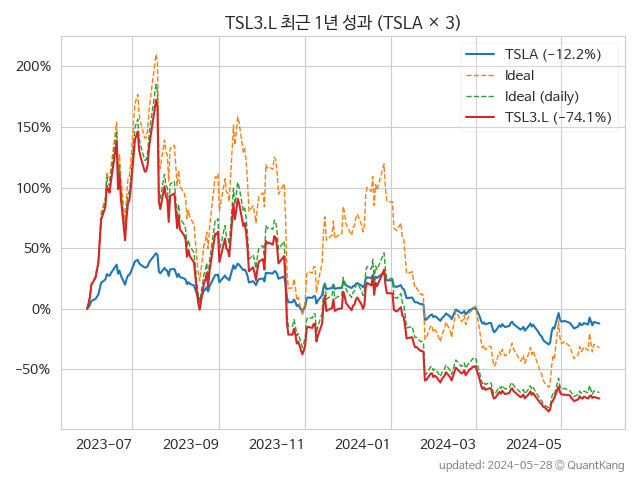 TSL3.L 최근 1년 성과 (TSLA × 3)
TSLA (−12.2%)
Ideal
Ideal (daily)
TSL3.L (−74.1%)
200%
150%
100%
50%
0%
−50%
2023−07
2023−09
2023−11
2024−01
2024−03
2024−05
updated: 2024−05−28 ⓒ QuantKang